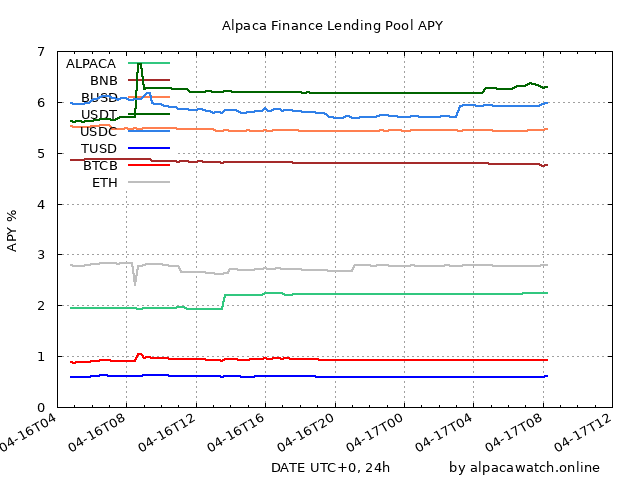 Alpaca Finance Lending Pool APY
7
6
5
4
3
2
1
0
APY %
ALPACA
BNB
BUSD
USDT
USDC
TUSD
BTCB
ETH
04-16T04
04-16T08
04-16T12
04-16T16
04-16T20
04-17T00
04-17T04
04-17T08
04-17T12
DATE UTC+0, 24h
by alpacawatch.online